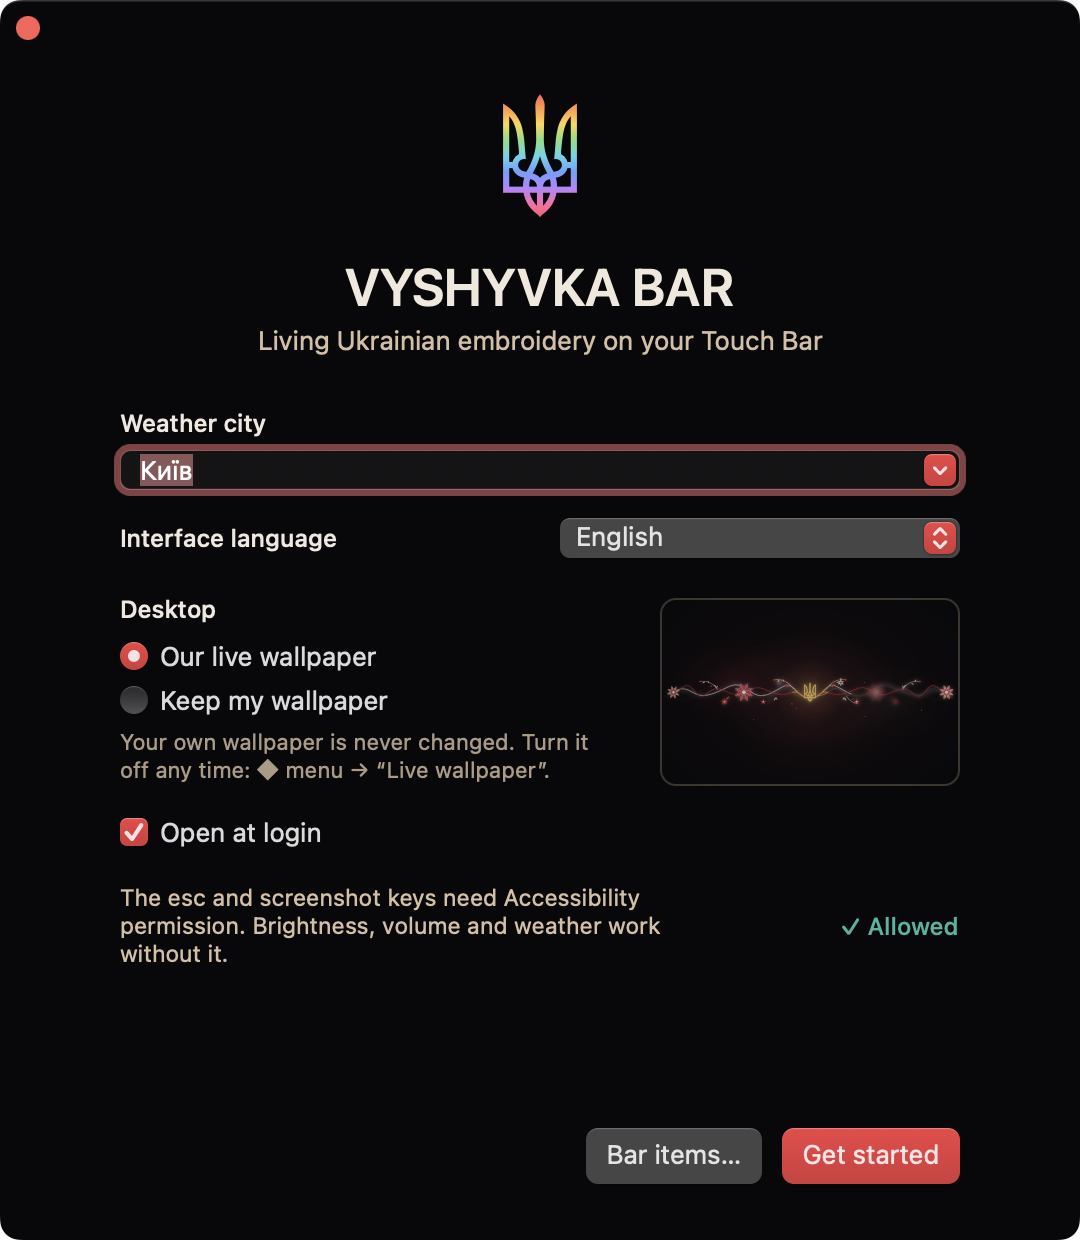 VYSHYVKA BAR
Living Ukrainian embroidery on your Touch Bar
Weather city
Київ
Interface language
English
Desktop
Our live wallpaper
Keep my wallpaper
Your own wallpaper is never changed. Turn it
off any time: ◆ menu → “Live wallpaper”.
Open at login
The esc and screenshot keys need Accessibility
permission. Brightness, volume and weather work
without it.
✓ Allowed
Bar items...
Get started